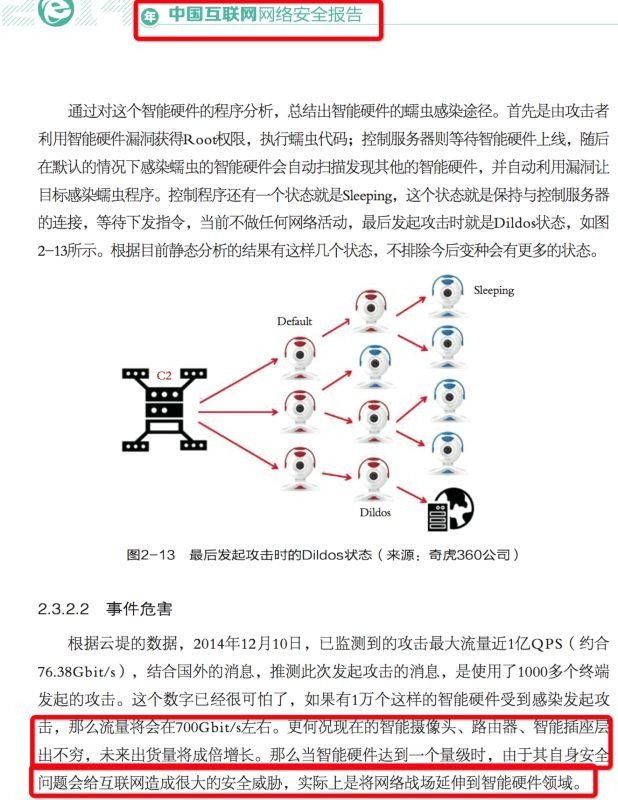 年 中国互联网网络安全报告
通过对这个智能硬件的程序分析，总结出智能硬件的蠕虫感染途径。首先是由攻击者
利用智能硬件漏洞获得Root权限，执行蠕虫代码；控制服务器则等待智能硬件上线，随后
在默认的情况下感染蠕虫的智能硬件会自动扫描发现其他的智能硬件，并自动利用漏洞让
目标感染蠕虫程序。控制程序还有一个状态就是Sleeping，这个状态就是保持与控制服务器
的连接，等待下发指令，当前不做任何网络活动，最后发起攻击时就是Dildos状态，如图
2-13所示。根据目前静态分析的结果有这样几个状态，不排除今后变种会有更多的状态。
Sleeping
Default
C2
Dildos
图2-13 最后发起攻击时的Dildos状态（来源：奇虎360公司）
2.3.2.2 事件危害
根据云堤的数据，2014年12月10日，已监测到的攻击最大流量近1亿QPS（约合
76.38Gbit/s），结合国外的消息，推测此次发起攻击的消息，是使用了1000多个终端
发起的攻击。这个数字已经很可怕了，如果有1万个这样的智能硬件受到感染发起攻
击，那么流量将会在700Gbit/s左右。更何况现在的智能摄像头、路由器、智能插座层
出不穷，未来出货量将成倍增长。那么当智能硬件达到一个量级时，由于其自身安全
问题会给互联网造成很大的安全威胁，实际上是将网络战场延伸到智能硬件领域。